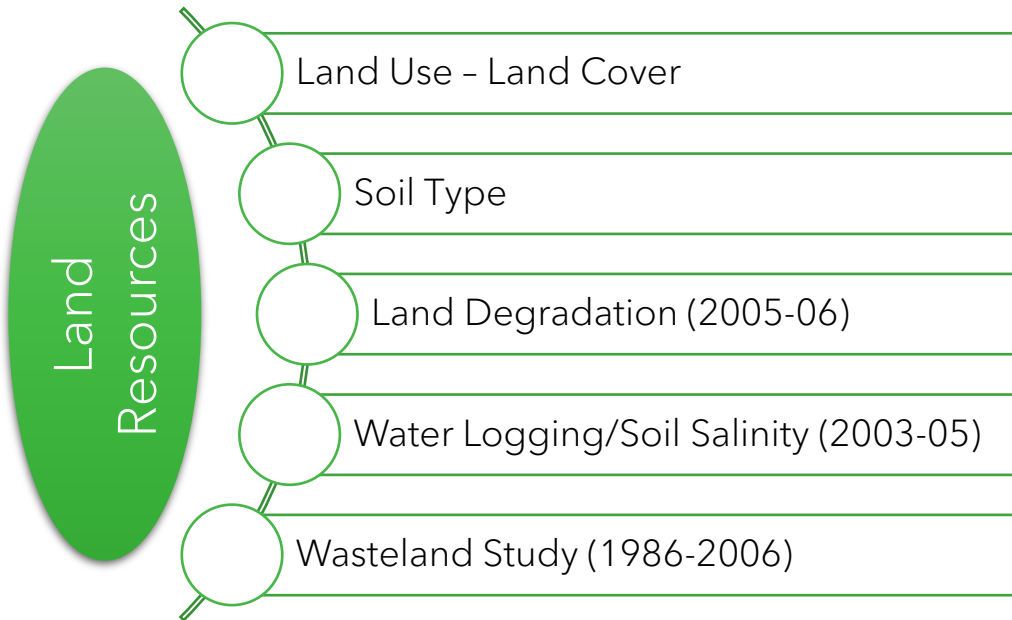 Land
Resources
Land Use – Land Cover
Soil Type
Land Degradation (2005-06)
Water Logging/Soil Salinity (2003-05)
Wasteland Study (1986-2006)